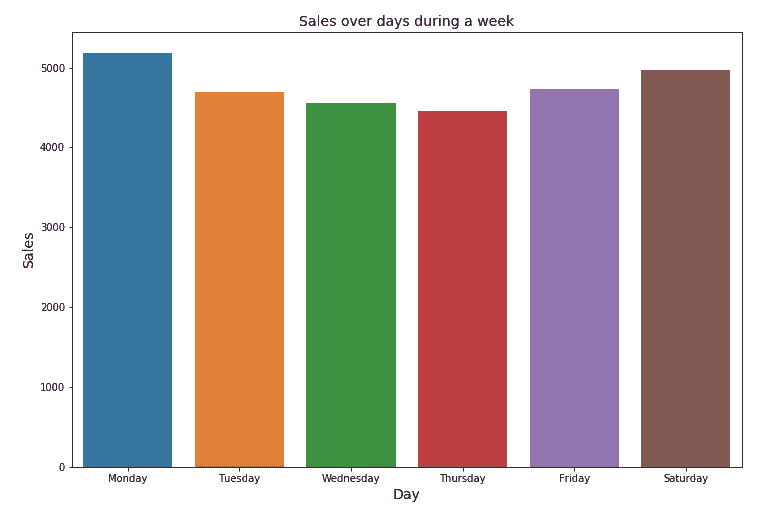 Sales over days during a week
Sales
5000
4000
3000
2000
1000
0
Monday Tuesday Wednesday Thursday Friday Saturday
Day